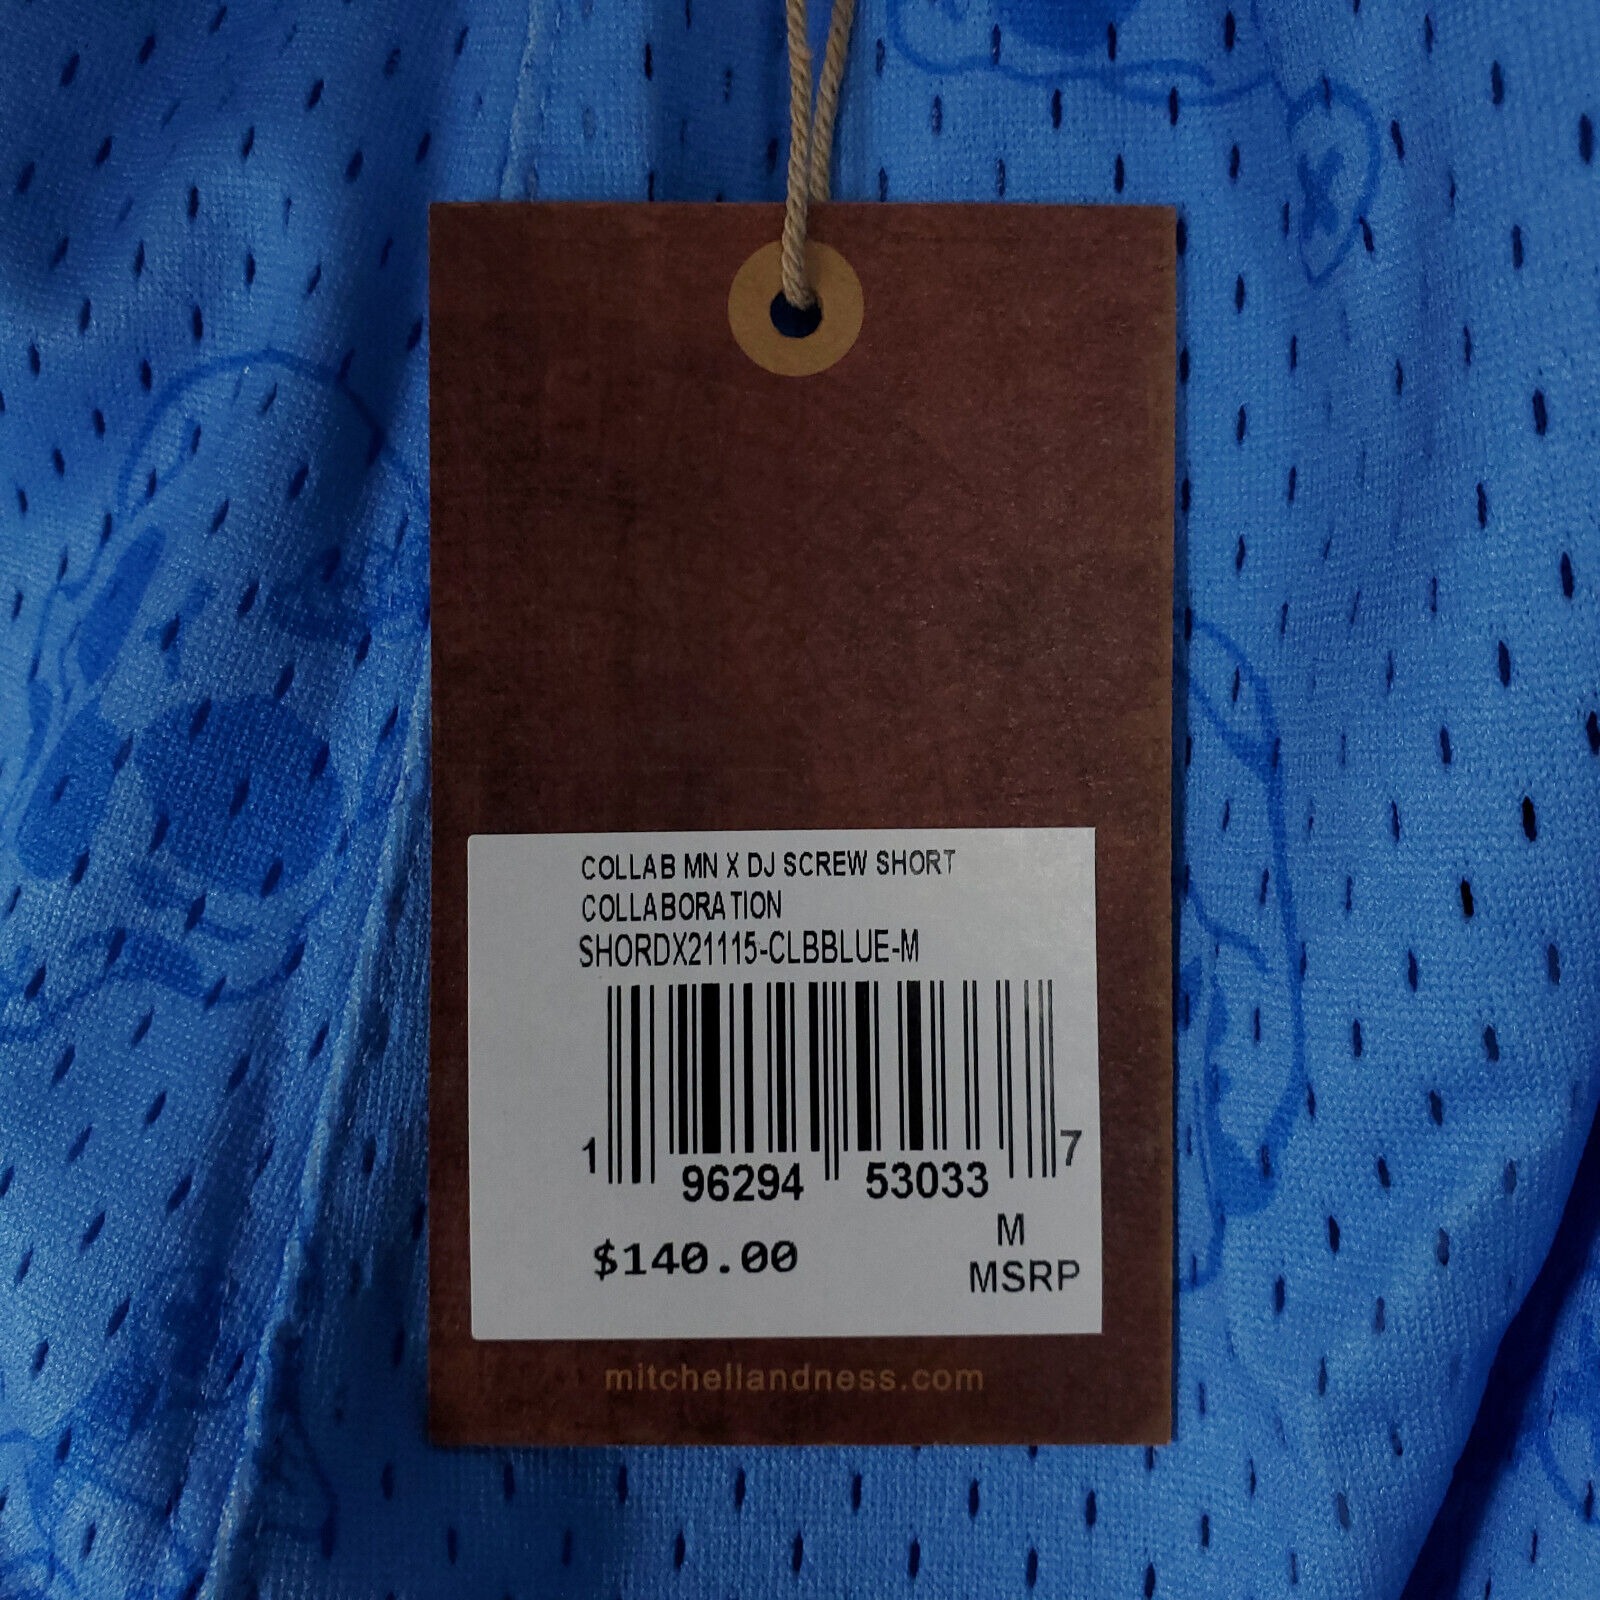 COLLAB MN X DJ SCREW SHORT
COLLABORATION
SHORDX21115-CLBBLUE-M
1 96294 53033 7
$140.00 M
MSRP
mitchellandness.com